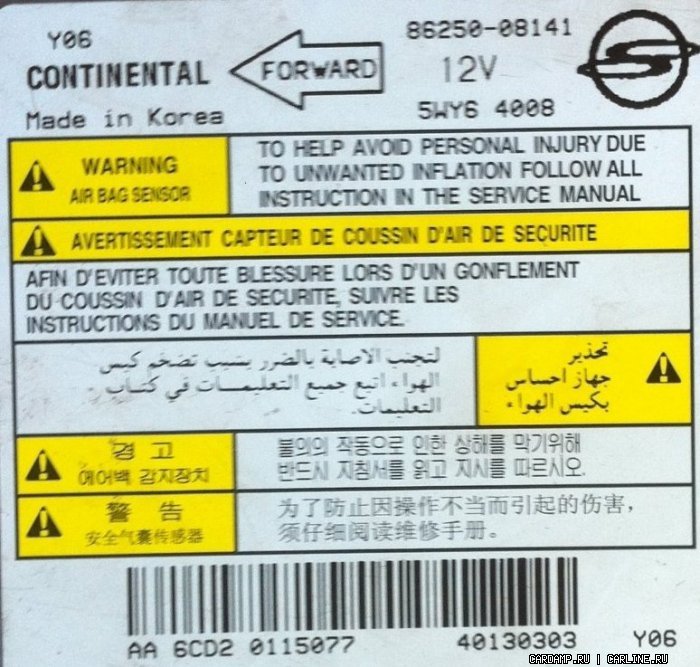 Y06
86250-08141
CONTINENTAL
FORWARD
12V
Made in Korea
5WY6 4008
WARNING
AIR BAG SENSOR
TO HELP AVOID PERSONAL INJURY DUE
TO UNWANTED INFLATION FOLLOW ALL
INSTRUCTION IN THE SERVICE MANUAL
AVERTISSEMENT CAPTEUR DE COUSSIN D'AIR DE SECURITE
AFIN D'EVITER TOUTE BLESSURE LORS D'UN GONFLEMENT
DU COUSSIN D'AIR DE SECURITE, SUIVRE LES
INSTRUCTIONS DU MANUEL DE SERVICE.
تحذير
جهاز احساس
بكيس الهواء
لتجنب الاصابة بالضرر بسبب تضخم كيس
الهواء اتبع جميع التعليمات في كتاب
التعليمات.
경 고
에어백 감지장치
불의의 작동으로 인한 상해를 막기위해
반드시 지침서를 읽고 지시를 따르시오.
警 告
安全气囊传感器
为了防止因操作不当而引起的伤害，
须仔细阅读维修手册。
AA 6CD2 0115077
40130303
Y06
CARDAMP.RU | CARLINE.RU